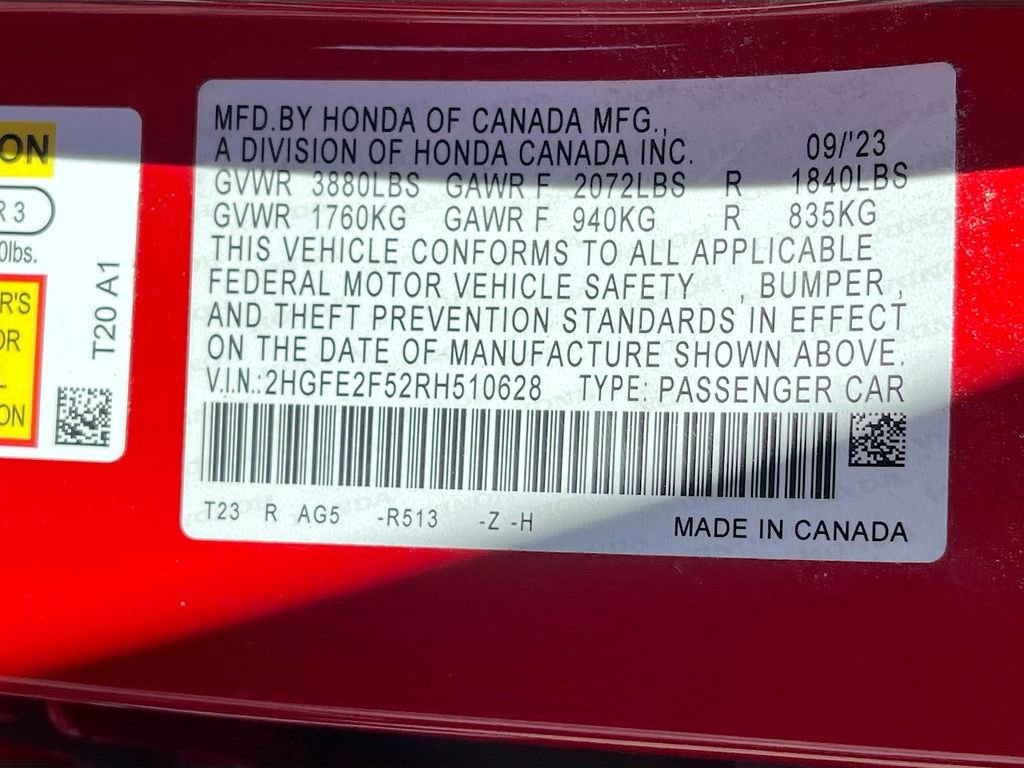 ON
R 3
0lbs.
R'S
OR
L
ON
T20 A1
MFD.BY HONDA OF CANADA MFG.,
A DIVISION OF HONDA CANADA INC. 09/'23
GVWR 3880LBS GAWR F 2072LBS R 1840LBS
GVWR 1760KG GAWR F 940KG R 835KG
THIS VEHICLE CONFORMS TO ALL APPLICABLE
FEDERAL MOTOR VEHICLE SAFETY , BUMPER ,
AND THEFT PREVENTION STANDARDS IN EFFECT
ON THE DATE OF MANUFACTURE SHOWN ABOVE.
V.I.N.:2HGFE2F52RH510628 TYPE: PASSENGER CAR
T23 R AG5 -R513 -Z -H
MADE IN CANADA